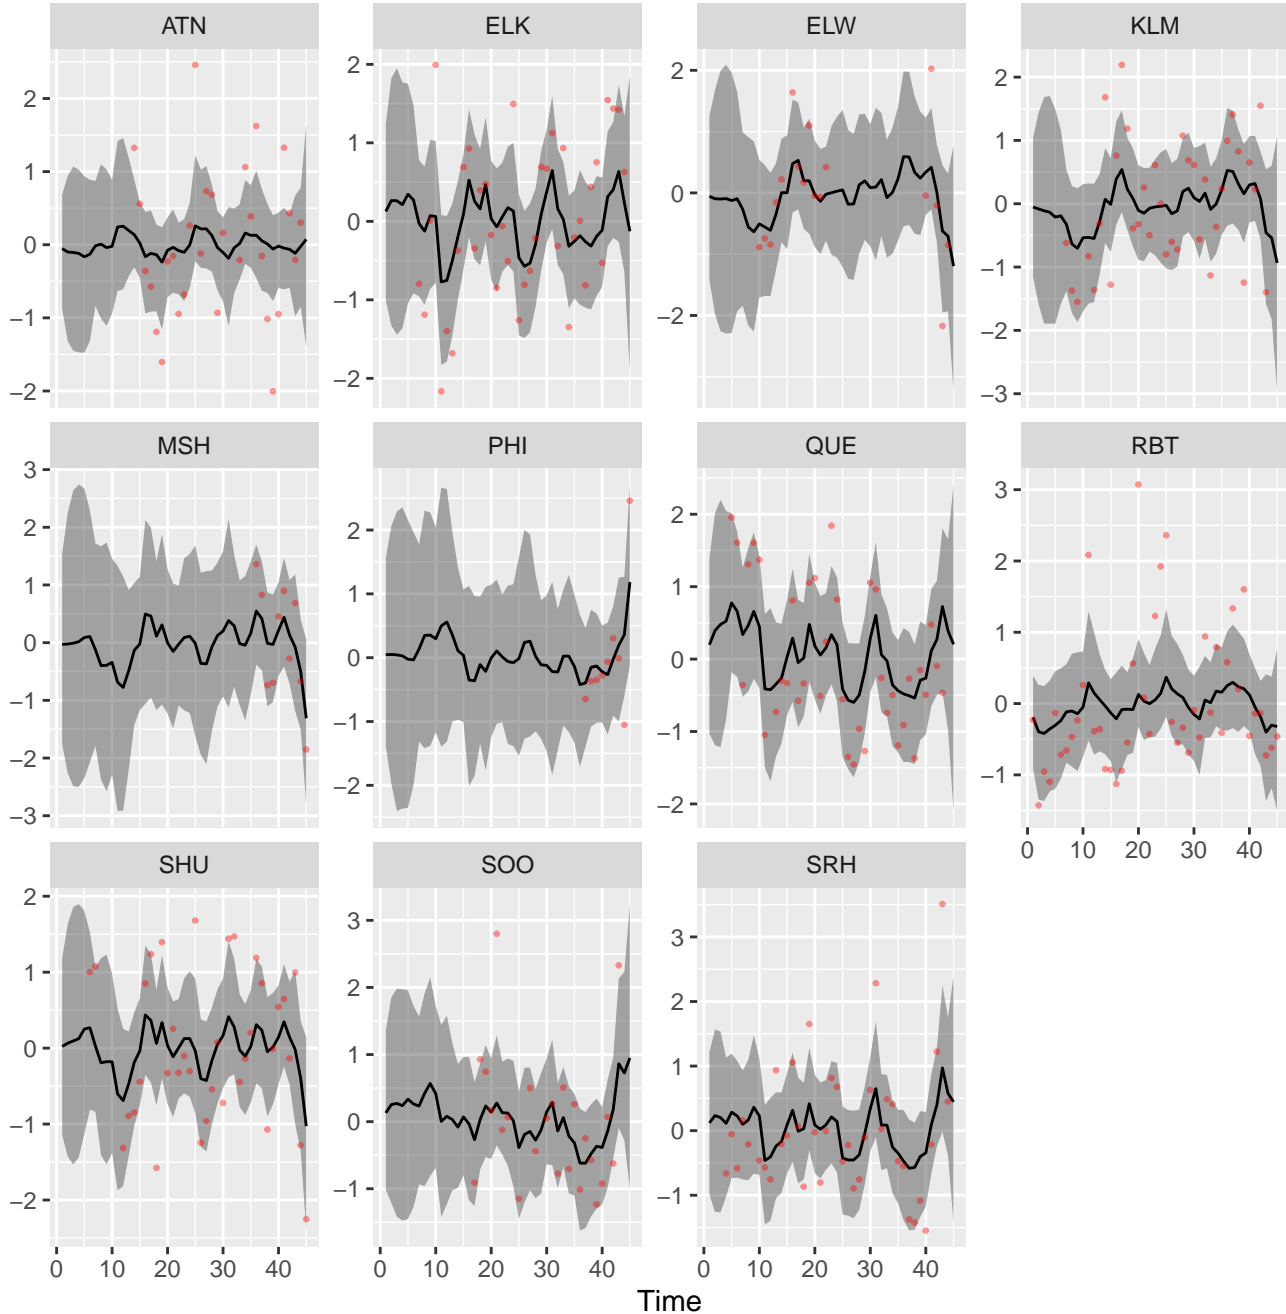 ATN ELK ELW KLM
2 1 0 −1 −2
2 1 0 −1 −2
2 0 −2
2 1 0 −1 −2 −3
MSH PHI QUE RBT
3 2 1 0 −1 −2 −3
2 1 0 −1 −2
2 1 0 −1 −2
3 2 1 0 −1
0 10 20 30 40
SHU SOO SRH
2 1 0 −1 −2
3 2 1 0 −1
3 2 1 0 −1
0 10 20 30 40 0 10 20 30 40 0 10 20 30 40
Time